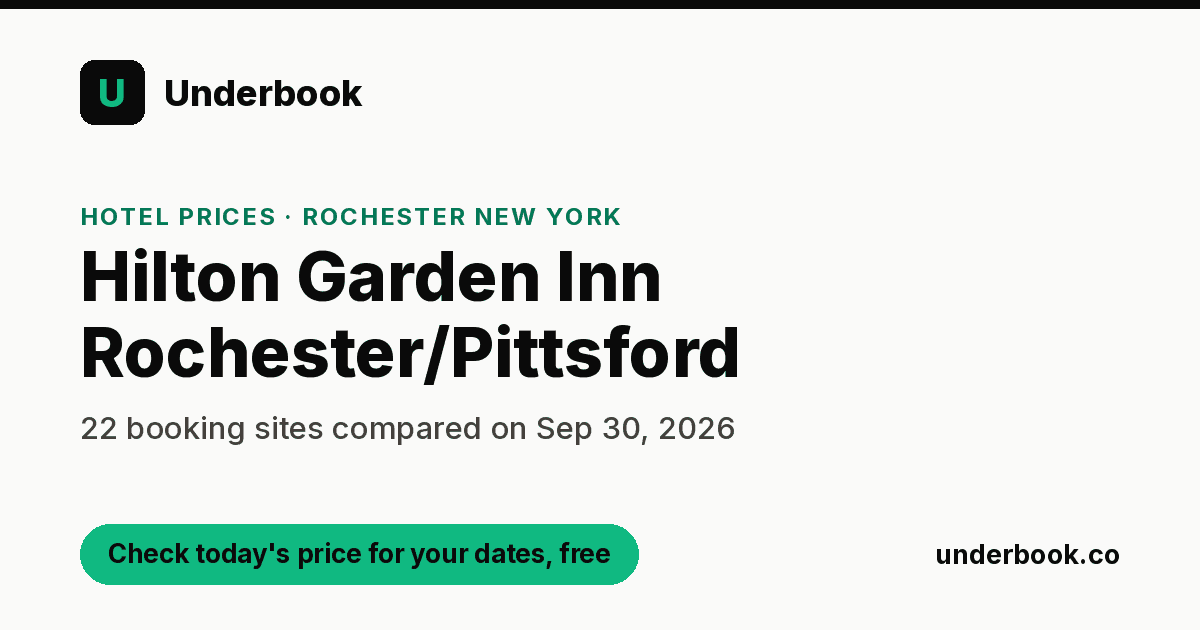 U Underbook
HOTEL PRICES · ROCHESTER NEW YORK
Hilton Garden Inn
Rochester/Pittsford
22 booking sites compared on Sep 30, 2026
Check today's price for your dates, free
underbook.co